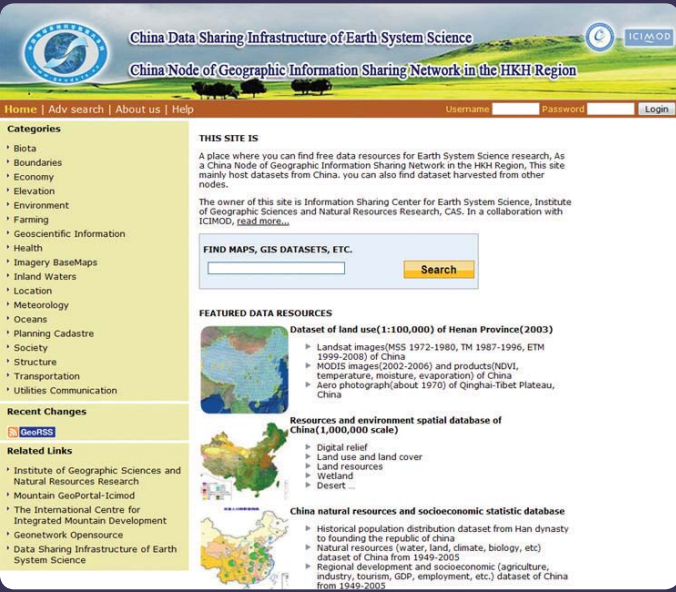 China Data Sharing Infrastructure of Earth System Science
China Node of Geographic Information Sharing Network in the HKH Region
ICIMOD
Home | Adv search | About us | Help
Username
Password
Login
Categories
Biota
Boundaries
Economy
Elevation
Environment
Farming
Geoscientific Information
Health
Imagery BaseMaps
Inland Waters
Location
Meteorology
Oceans
Planning Cadastre
Society
Structure
Transportation
Utilities Communication
Recent Changes
GeoRSS
Related Links
Institute of Geographic Sciences and
Natural Resources Research
Mountain GeoPortal-Icimod
The International Centre for
Integrated Mountain Development
Geonetwork Opensource
Data Sharing Infrastructure of Earth
System Science
THIS SITE IS
A place where you can find free data resources for Earth System Science research, As
a China Node of Geographic Information Sharing Network in the HKH Region, This site
mainly host datasets from China. you can also find dataset harvested from other
nodes.
The owner of this site is Information Sharing Center for Earth System Science, Institute
of Geographic Sciences and Natural Resources Research, CAS. In a collaboration with
ICIMOD, read more...
FIND MAPS, GIS DATASETS, ETC.
Search
FEATURED DATA RESOURCES
Dataset of land use(1:100,000) of Henan Province(2003)
Landsat images(MSS 1972-1980, TM 1987-1996, ETM
1999-2008) of China
MODIS images(2002-2006) and products(NDVI,
temperature, moisture, evaporation) of China
Aero photograph(about 1970) of Qinghai-Tibet Plateau,
China
Resources and environment spatial database of
China(1,000,000 scale)
Digital relief
Land use and land cover
Land resources
Wetland
Desert ...
China natural resources and socioeconomic statistic database
Historical population distribution dataset from Han dynasty
to founding the republic of china
Natural resources (water, land, climate, biology, etc)
dataset of China from 1949-2005
Regional development and socioeconomic (agriculture,
industry, tourism, GDP, employment, etc.) dataset of China
from 1949-2005